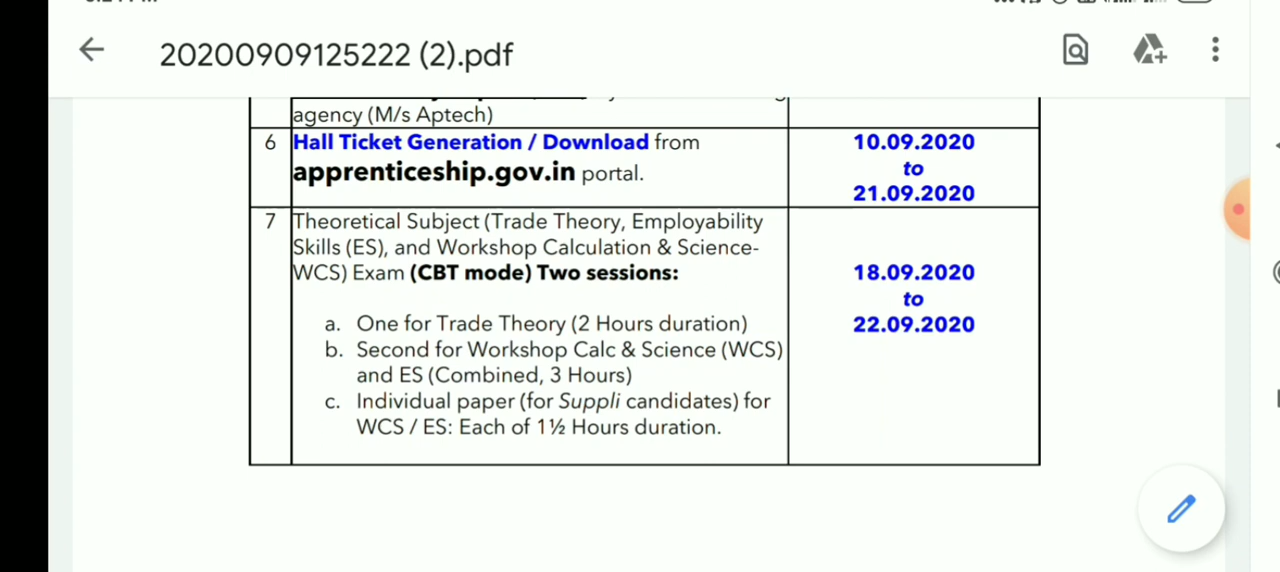 20200909125222 (2).pdf
agency (M/s Aptech)
6 Hall Ticket Generation / Download from
apprenticeship.gov.in portal.
10.09.2020
to
21.09.2020
7 Theoretical Subject (Trade Theory, Employability
Skills (ES), and Workshop Calculation & Science-
WCS) Exam (CBT mode) Two sessions:
a. One for Trade Theory (2 Hours duration)
b. Second for Workshop Calc & Science (WCS)
and ES (Combined, 3 Hours)
c. Individual paper (for Suppli candidates) for
WCS / ES: Each of 1½ Hours duration.
18.09.2020
to
22.09.2020